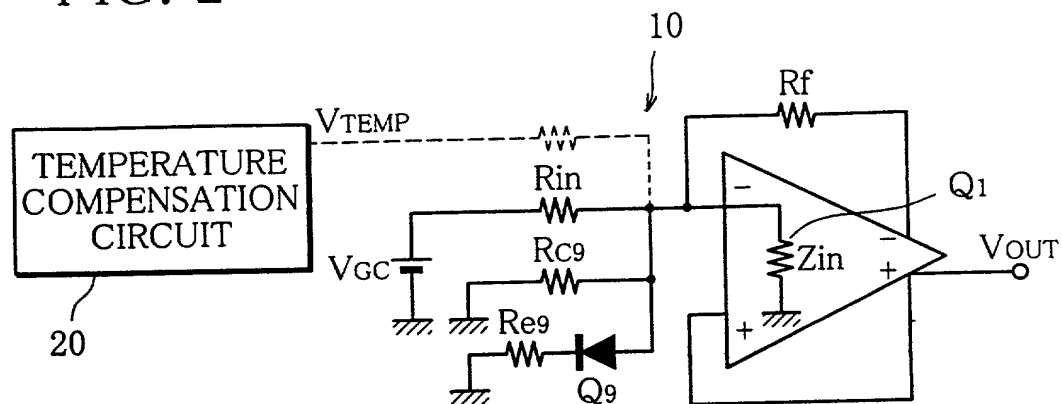 FIG. 2
10
Rf
VTEMP
TEMPERATURE
COMPENSATION
CIRCUIT
Rin
−
Q1
−
VGC
RC9
Zin
+
VOUT
20
Re9
+
Q9